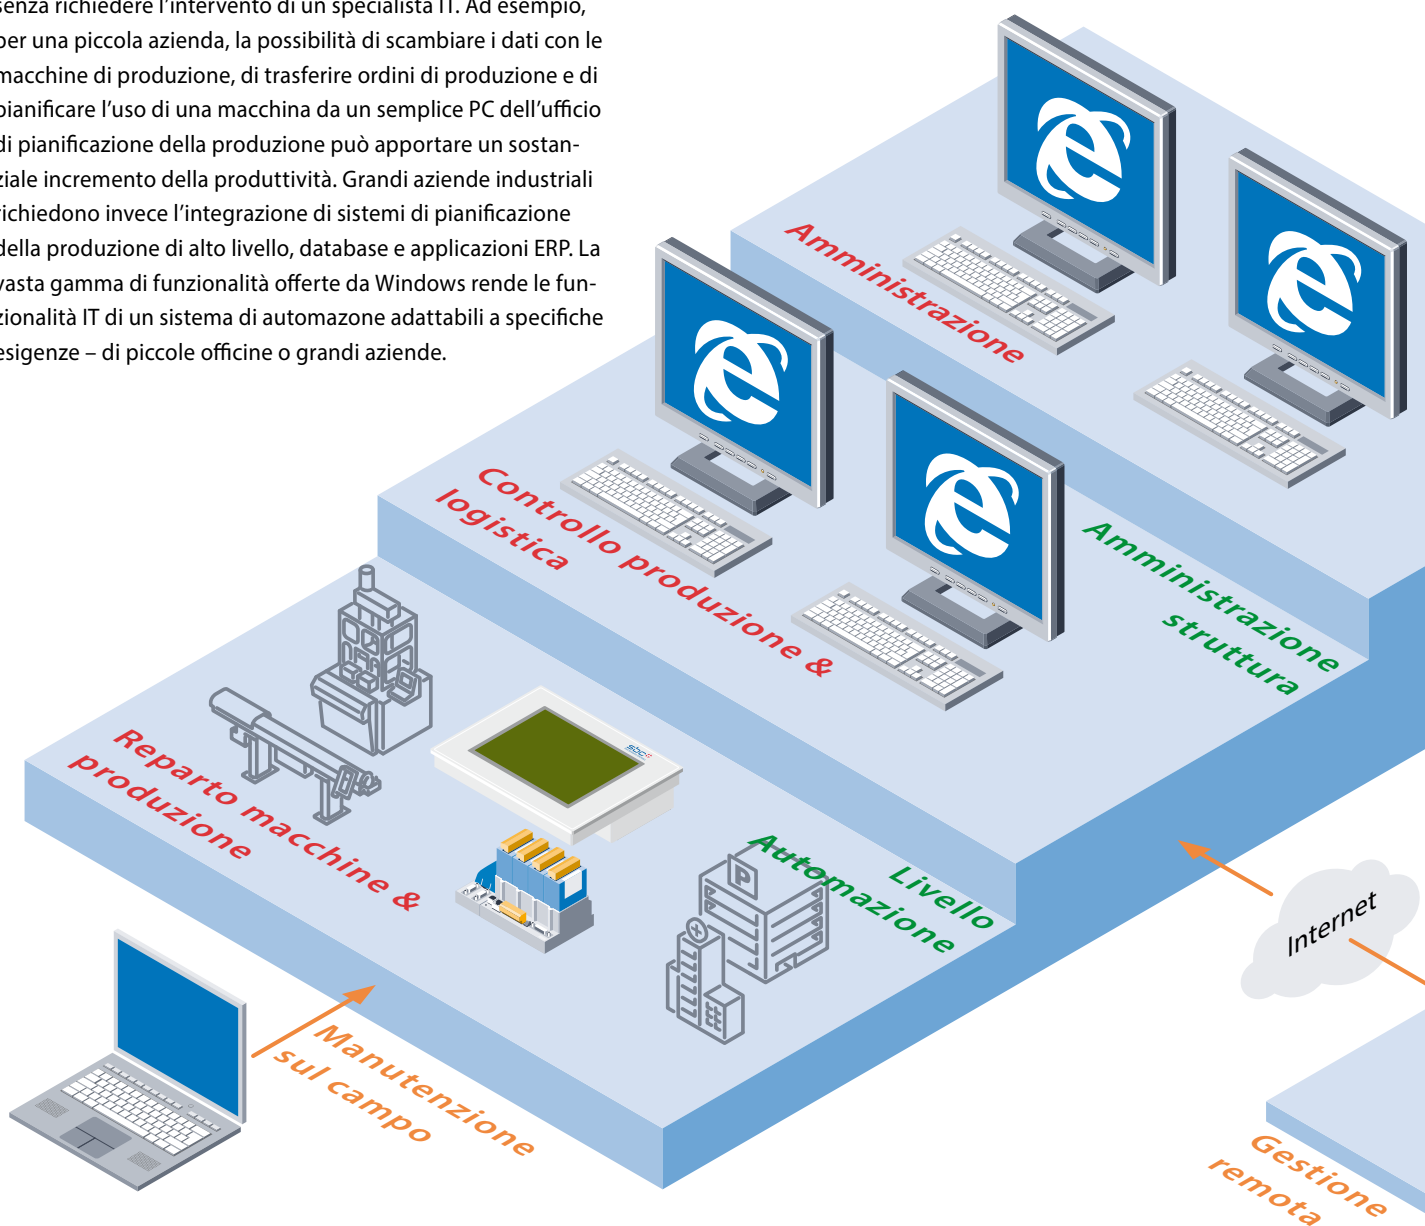 senza richiedere l'intervento di un specialista IT. Ad esempio,
per una piccola azienda, la possibilità di scambiare i dati con le
macchine di produzione, di trasferire ordini di produzione e di
pianificare l'uso di una macchina da un semplice PC dell'ufficio
di pianificazione della produzione può apportare un sostan-
ziale incremento della produttività. Grandi aziende industriali
richiedono invece l'integrazione di sistemi di pianificazione
della produzione di alto livello, database e applicazioni ERP. La
vasta gamma di funzionalità offerte da Windows rende le fun-
zionalità IT di un sistema di automazone adattabili a specifiche
esigenze – di piccole officine o grandi aziende.
Amministrazione
Controllo produzione &
logistica
Amministrazione
struttura
Reparto macchine &
produzione
sbc
P
Livello
Automazione
Internet
Manutenzione
sul campo
Gestione
remota